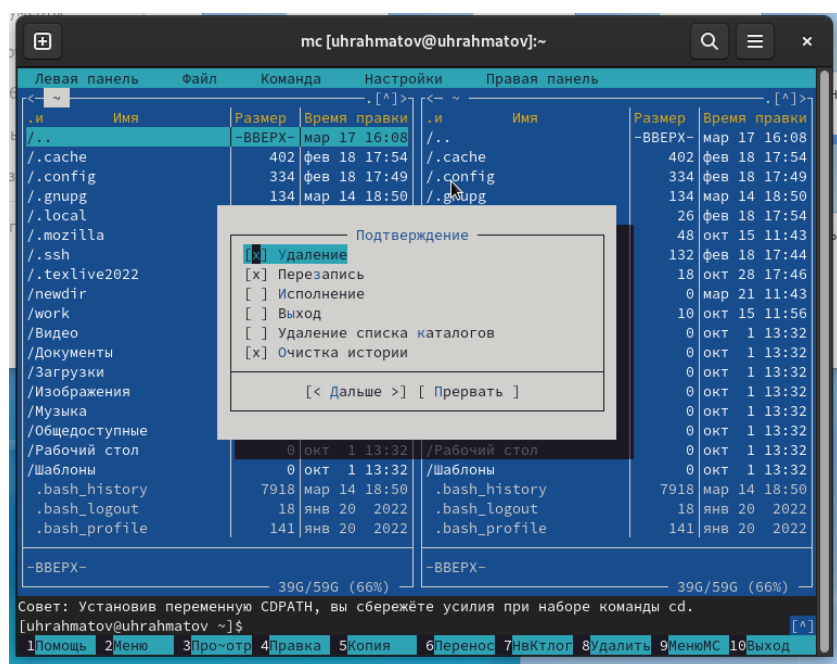 mc [uhrahmatov@uhrahmatov]:~
Левая панель Файл Команда Настройки Правая панель
<— ~ .[^]> <— ~ .[^]>
.и Имя Размер Время правки .и Имя Размер Время правки
/.. -ВВЕРХ- мар 17 16:08 /.. -ВВЕРХ- мар 17 16:08
/.cache 402 фев 18 17:54 /.cache 402 фев 18 17:54
/.config 334 фев 18 17:49 /.config 334 фев 18 17:49
/.gnupg 134 мар 14 18:50 /.gnupg 134 мар 14 18:50
/.local 26 фев 18 17:54
/.mozilla 48 окт 15 11:43
/.ssh 132 фев 18 17:44
/.texlive2022 18 окт 28 17:46
/newdir 0 мар 21 11:43
/work 10 окт 15 11:56
/Видео 0 окт 1 13:32
/Документы 0 окт 1 13:32
/Загрузки 0 окт 1 13:32
/Изображения 0 окт 1 13:32
/Музыка 0 окт 1 13:32
/Общедоступные 0 окт 1 13:32
/Рабочий стол 0 окт 1 13:32 /Рабочий стол 0 окт 1 13:32
/Шаблоны 0 окт 1 13:32 /Шаблоны 0 окт 1 13:32
.bash_history 7918 мар 14 18:50 .bash_history 7918 мар 14 18:50
.bash_logout 18 янв 20 2022 .bash_logout 18 янв 20 2022
.bash_profile 141 янв 20 2022 .bash_profile 141 янв 20 2022
Подтверждение
[x] Удаление
[x] Перезапись
[ ] Исполнение
[ ] Выход
[ ] Удаление списка каталогов
[x] Очистка истории
[< Дальше >] [ Прервать ]
-ВВЕРХ- -ВВЕРХ-
39G/59G (66%) 39G/59G (66%)
Совет: Установив переменную CDPATH, вы сбережёте усилия при наборе команды cd.
[uhrahmatov@uhrahmatov ~]$ [^]
1Помощь 2Меню 3Про~отр 4Правка 5Копия 6Перенос 7НвКтлог 8Удалить 9МенюМС 10Выход